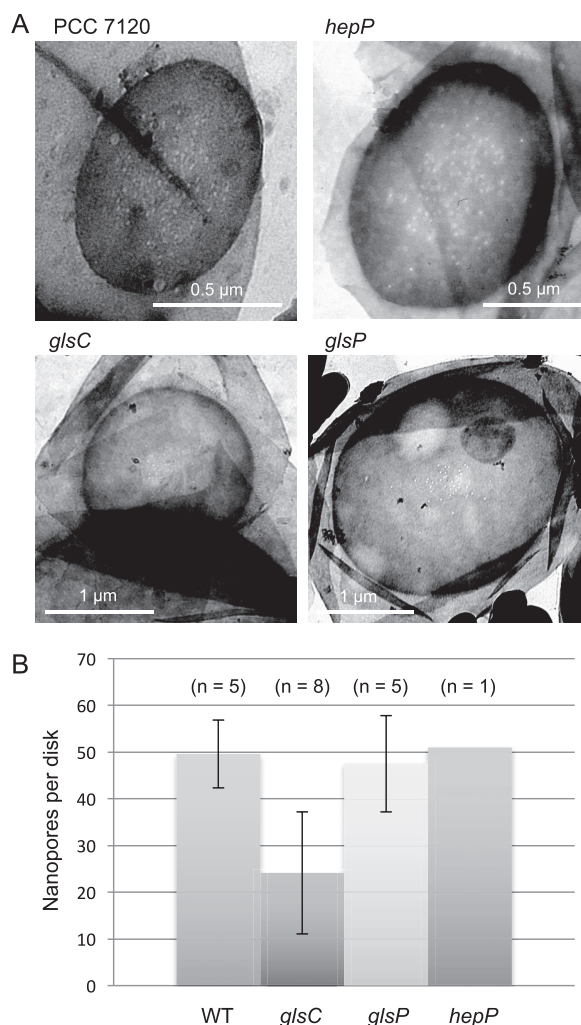 A
PCC 7120
hepP
0.5 µm
0.5 µm
glsC
glsP
1 µm
1 µm
B
70
60
50
40
30
20
10
0
Nanopores per disk
(n = 5) (n = 8) (n = 5) (n = 1)
WT glsC glsP hepP